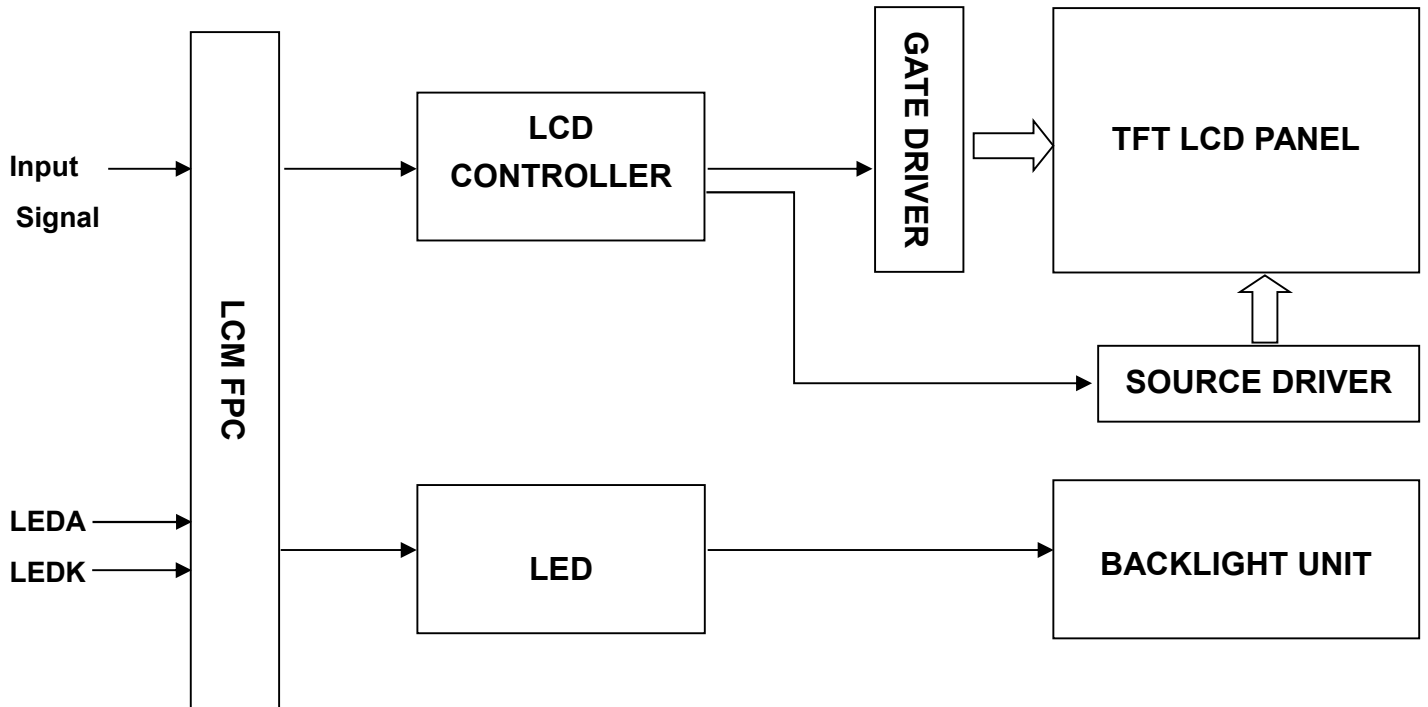 GATE DRIVER
LCD
CONTROLLER
TFT LCD PANEL
Input
Signal
LCM FPC
SOURCE DRIVER
LEDA
LEDK
LED
BACKLIGHT UNIT